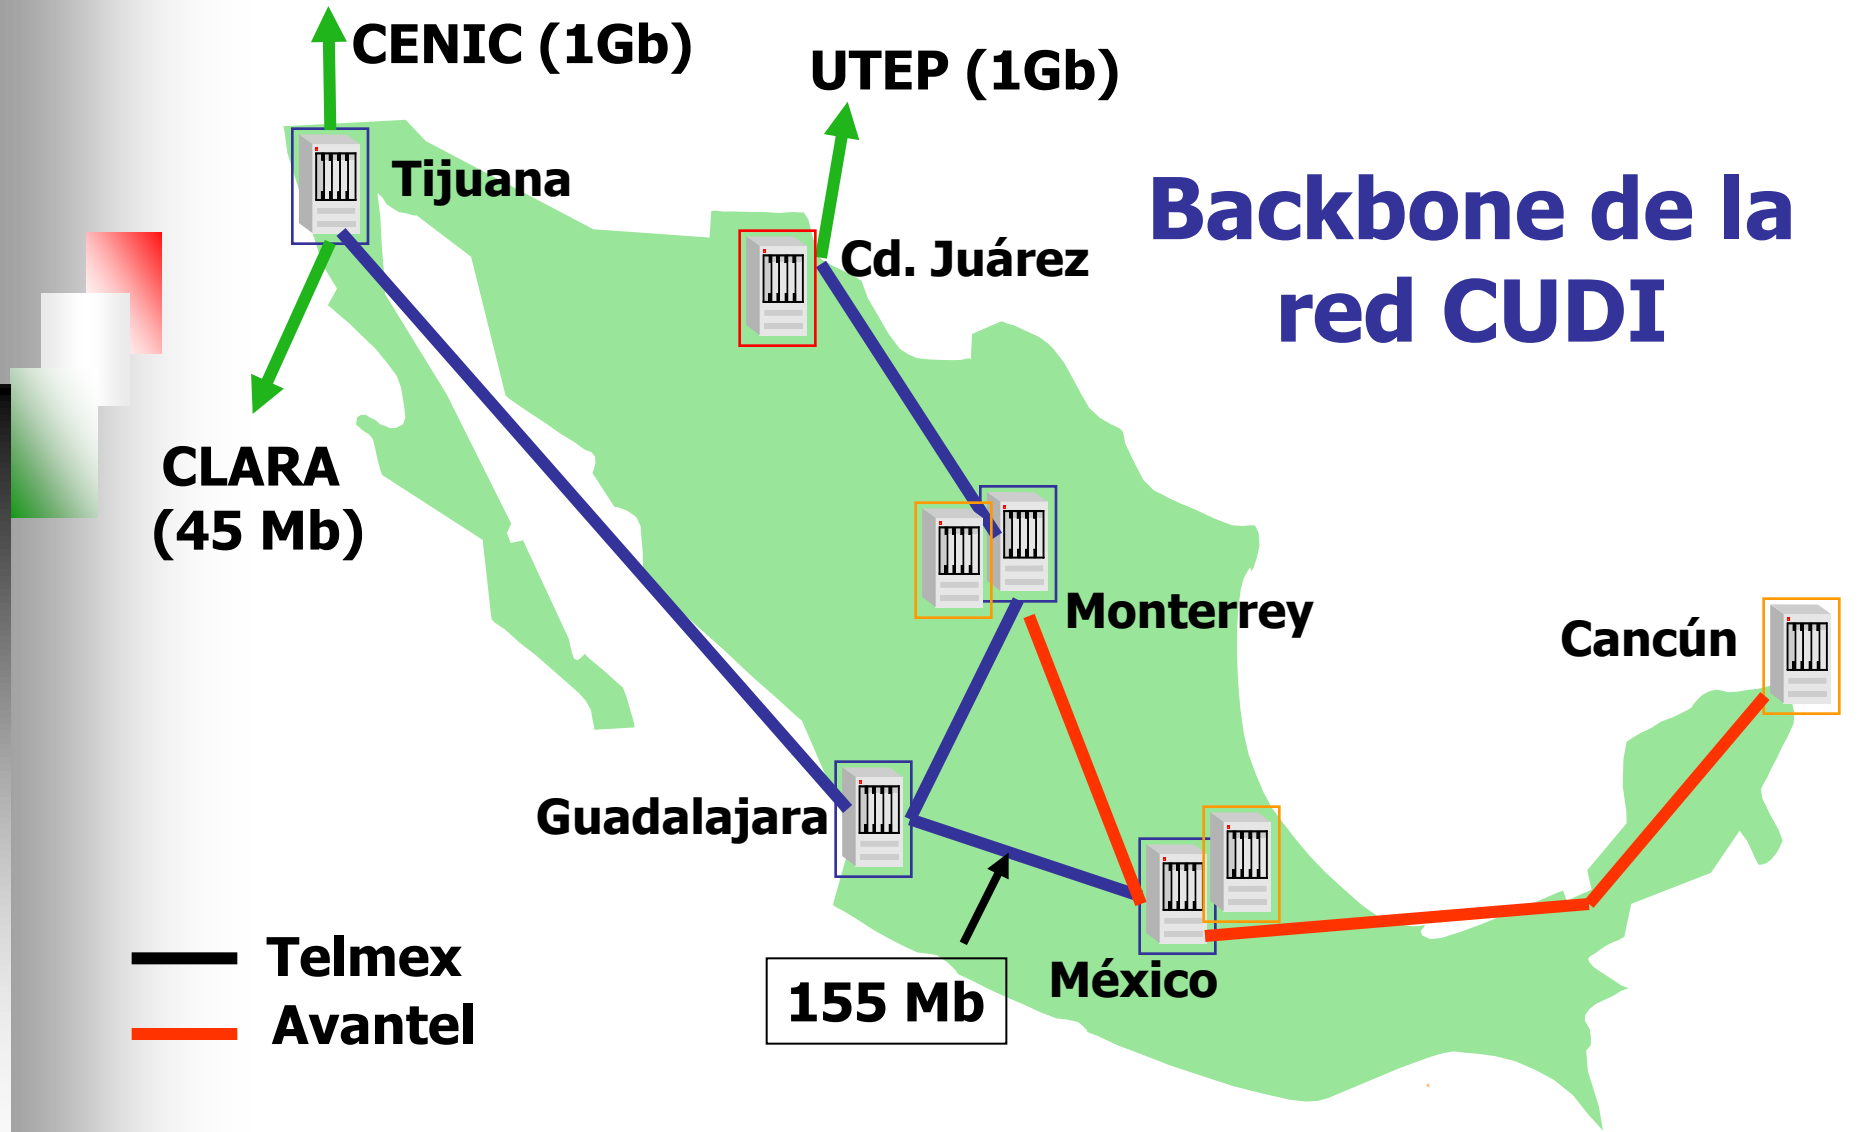 CENIC (1Gb)
UTEP (1Gb)
Tijuana
Cd. Juárez
Backbone de la
red CUDI
CLARA
(45 Mb)
Monterrey
Cancún
Guadalajara
México
155 Mb
Telmex
Avantel